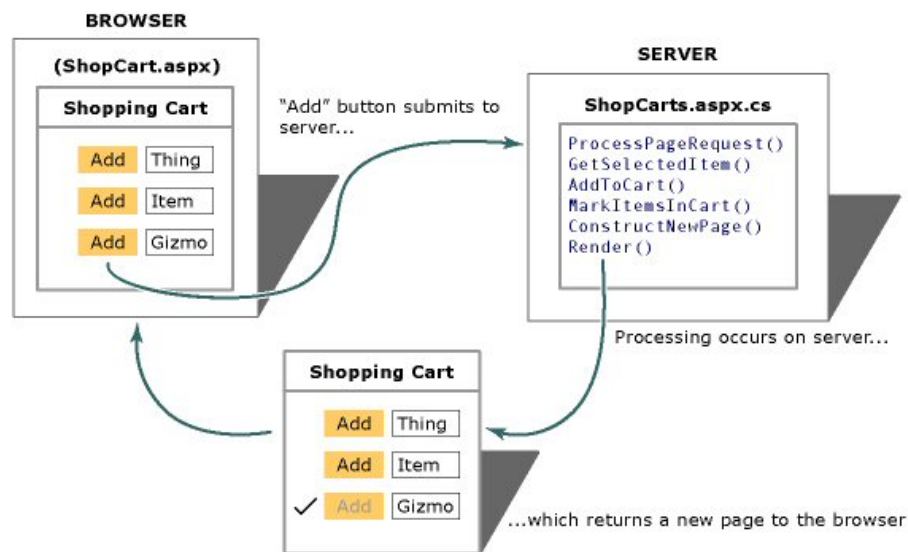 BROWSER
(ShopCart.aspx)
Shopping Cart
Add Thing
Add Item
Add Gizmo
"Add" button submits to
server...
SERVER
ShopCarts.aspx.cs
ProcessPageRequest()
GetSelectedItem()
AddToCart()
MarkItemsInCart()
ConstructNewPage()
Render()
Processing occurs on server...
Shopping Cart
Add Thing
Add Item
Add Gizmo
...which returns a new page to the browser